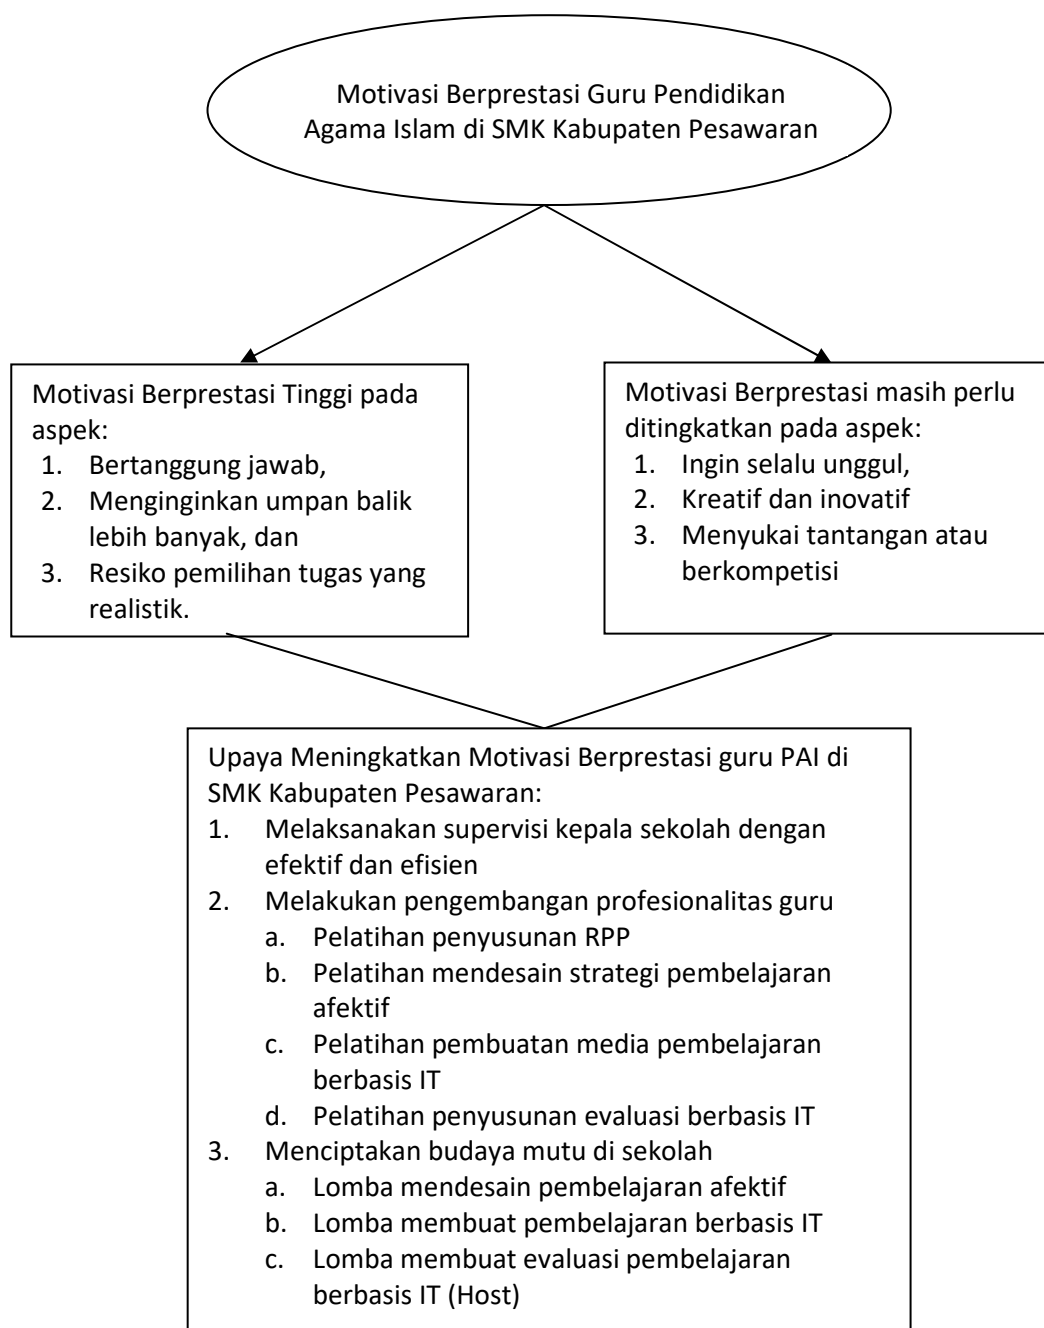 Motivasi Berprestasi Guru Pendidikan
Agama Islam di SMK Kabupaten Pesawaran
Motivasi Berprestasi Tinggi pada
aspek:
1. Bertanggung jawab,
2. Menginginkan umpan balik
lebih banyak, dan
3. Resiko pemilihan tugas yang
realistik.
Motivasi Berprestasi masih perlu
ditingkatkan pada aspek:
1. Ingin selalu unggul,
2. Kreatif dan inovatif
3. Menyukai tantangan atau
berkompetisi
Upaya Meningkatkan Motivasi Berprestasi guru PAI di
SMK Kabupaten Pesawaran:
1. Melaksanakan supervisi kepala sekolah dengan
efektif dan efisien
2. Melakukan pengembangan profesionalitas guru
a. Pelatihan penyusunan RPP
b. Pelatihan mendesain strategi pembelajaran
afektif
c. Pelatihan pembuatan media pembelajaran
berbasis IT
d. Pelatihan penyusunan evaluasi berbasis IT
3. Menciptakan budaya mutu di sekolah
a. Lomba mendesain pembelajaran afektif
b. Lomba membuat pembelajaran berbasis IT
c. Lomba membuat evaluasi pembelajaran
berbasis IT (Host)